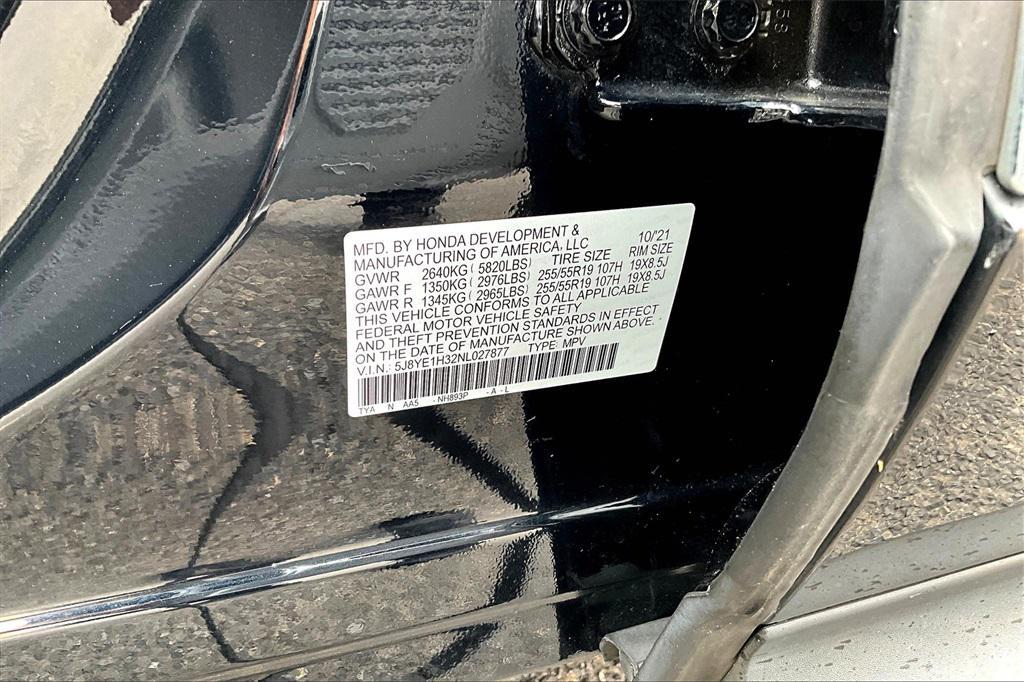 MFD. BY HONDA DEVELOPMENT & 10/'21
MANUFACTURING OF AMERICA, LLC
GVWR 2640KG ( 5820LBS) TIRE SIZE RIM SIZE
GAWR F 1350KG ( 2976LBS) 255/55R19 107H 19X8.5J
GAWR R 1345KG ( 2965LBS) 255/55R19 107H 19X8.5J
THIS VEHICLE CONFORMS TO ALL APPLICABLE
FEDERAL MOTOR VEHICLE SAFETY
AND THEFT PREVENTION STANDARDS IN EFFECT
ON THE DATE OF MANUFACTURE SHOWN ABOVE.
V.I.N.: 5J8YE1H32NL027877 TYPE: MPV
TYA N AA5 - NH893P - A - L